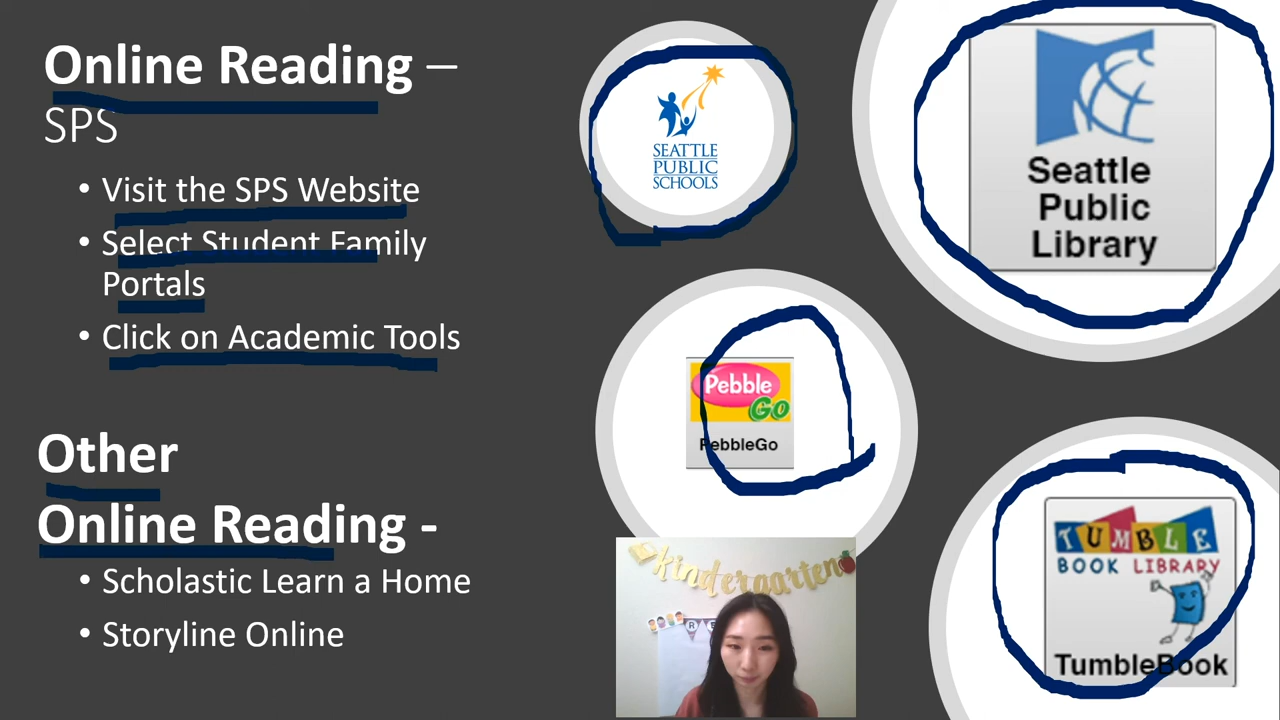 Online Reading –
SPS
• Visit the SPS Website
• Select Student Family
Portals
• Click on Academic Tools
Other
Online Reading -
• Scholastic Learn a Home
• Storyline Online
SEATTLE
PUBLIC
SCHOOLS
Seattle
Public
Library
Pebble
Go
PebbleGo
kindergarten
TUMBLE
BOOK LIBRARY
TumbleBook